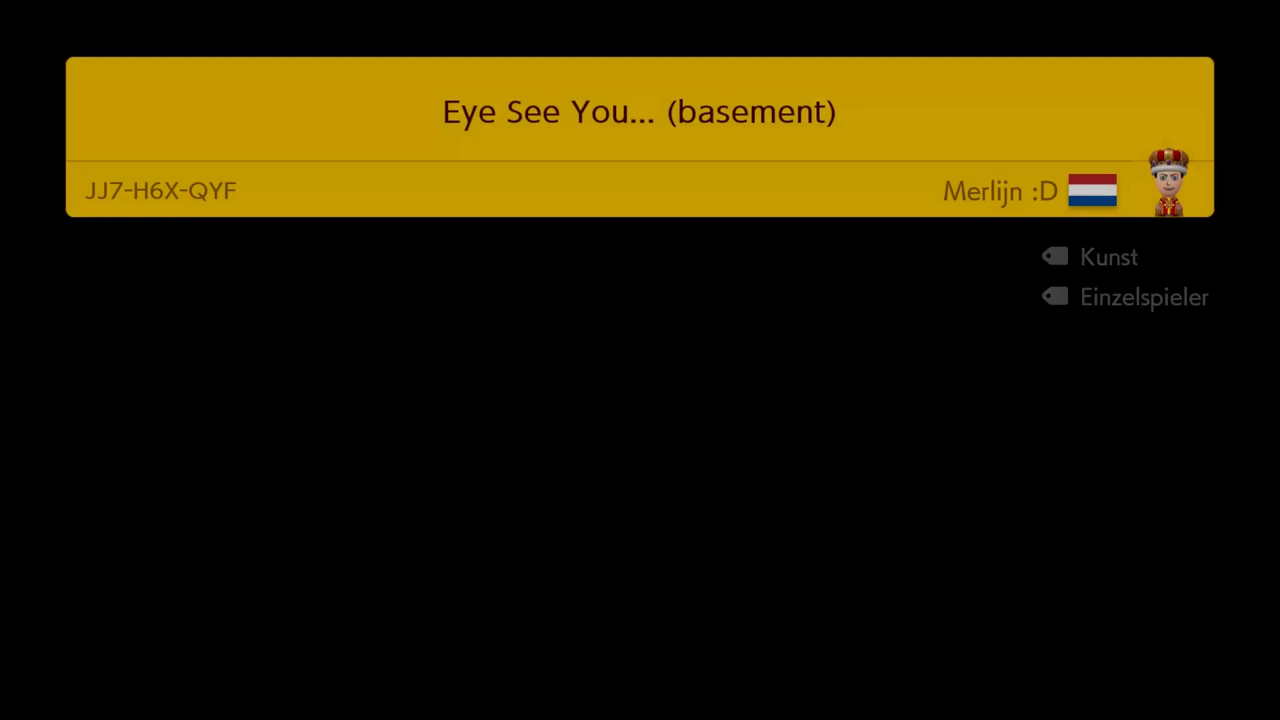 Eye See You... (basement)
JJ7-H6X-QYF
Merlijn :D
Kunst
Einzelspieler